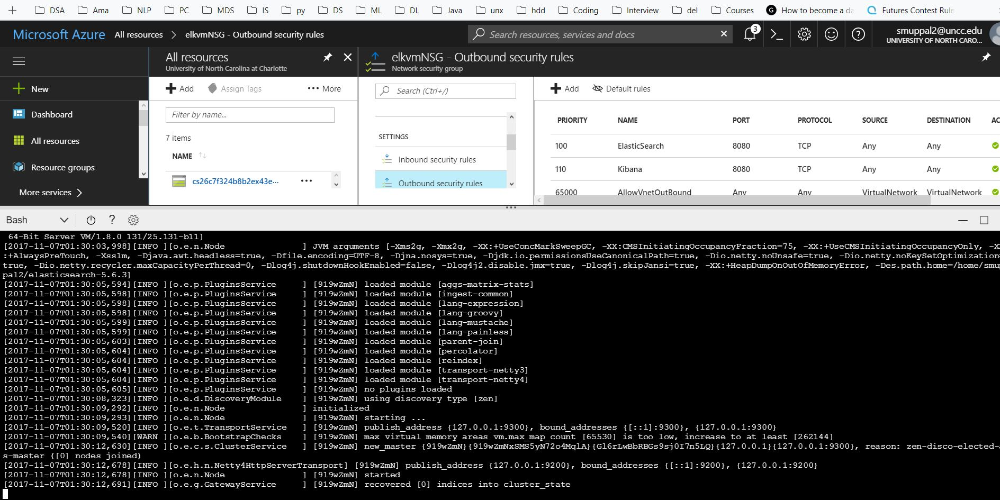 DSA Ama NLP PC MDS IS py DS ML DL Java unx hdd Coding Interview del Courses How to become a da Futures Contest Rule
Microsoft Azure All resources > elkvmNSG - Outbound security rules
Search resources, services and docs
3
smuppal2@uncc.edu
UNIVERSITY OF NORTH CARO...
All resources
University of North Carolina at Charlotte
elkvmNSG - Outbound security rules
Network security group
New
Dashboard
All resources
Resource groups
More services
Add Assign Tags ••• More
Filter by name...
7 items
NAME
cs26c7f324b8b2ex43e··· •••
Search (Ctrl+/)
SETTINGS
Inbound security rules
Outbound security rules
Add Default rules
PRIORITY NAME PORT PROTOCOL SOURCE DESTINATION AC
100 ElasticSearch 8080 TCP Any Any
110 Kibana 8080 TCP Any Any
65000 AllowVnetOutBound Any Any VirtualNetwork VirtualNetwork
Bash ?
64-Bit Server VM/1.8.0_131/25.131-b11]
[2017-11-07T01:30:03,998][INFO ][o.e.n.Node ] JVM arguments [-Xms2g, -Xmx2g, -XX:+UseConcMarkSweepGC, -XX:CMSInitiatingOccupancyFraction=75, -XX:+UseCMSInitiatingOccupancyOnly, -XX
:+AlwaysPreTouch, -Xss1m, -Djava.awt.headless=true, -Dfile.encoding=UTF-8, -Djna.nosys=true, -Djdk.io.permissionsUseCanonicalPath=true, -Dio.netty.noUnsafe=true, -Dio.netty.noKeySetOptimization=
true, -Dio.netty.recycler.maxCapacityPerThread=0, -Dlog4j.shutdownHookEnabled=false, -Dlog4j2.disable.jmx=true, -Dlog4j.skipJansi=true, -XX:+HeapDumpOnOutOfMemoryError, -Des.path.home=/home/smup
pal2/elasticsearch-5.6.3]
[2017-11-07T01:30:05,594][INFO ][o.e.p.PluginsService ] [919wZmN] loaded module [aggs-matrix-stats]
[2017-11-07T01:30:05,598][INFO ][o.e.p.PluginsService ] [919wZmN] loaded module [ingest-common]
[2017-11-07T01:30:05,598][INFO ][o.e.p.PluginsService ] [919wZmN] loaded module [lang-expression]
[2017-11-07T01:30:05,598][INFO ][o.e.p.PluginsService ] [919wZmN] loaded module [lang-groovy]
[2017-11-07T01:30:05,599][INFO ][o.e.p.PluginsService ] [919wZmN] loaded module [lang-mustache]
[2017-11-07T01:30:05,599][INFO ][o.e.p.PluginsService ] [919wZmN] loaded module [lang-painless]
[2017-11-07T01:30:05,603][INFO ][o.e.p.PluginsService ] [919wZmN] loaded module [parent-join]
[2017-11-07T01:30:05,604][INFO ][o.e.p.PluginsService ] [919wZmN] loaded module [percolator]
[2017-11-07T01:30:05,604][INFO ][o.e.p.PluginsService ] [919wZmN] loaded module [reindex]
[2017-11-07T01:30:05,604][INFO ][o.e.p.PluginsService ] [919wZmN] loaded module [transport-netty3]
[2017-11-07T01:30:05,604][INFO ][o.e.p.PluginsService ] [919wZmN] loaded module [transport-netty4]
[2017-11-07T01:30:05,605][INFO ][o.e.p.PluginsService ] [919wZmN] no plugins loaded
[2017-11-07T01:30:08,323][INFO ][o.e.d.DiscoveryModule ] [919wZmN] using discovery type [zen]
[2017-11-07T01:30:09,292][INFO ][o.e.n.Node ] initialized
[2017-11-07T01:30:09,293][INFO ][o.e.n.Node ] [919wZmN] starting ...
[2017-11-07T01:30:09,520][INFO ][o.e.t.TransportService ] [919wZmN] publish_address {127.0.0.1:9300}, bound_addresses {[::1]:9300}, {127.0.0.1:9300}
[2017-11-07T01:30:09,540][WARN ][o.e.b.BootstrapChecks ] [919wZmN] max virtual memory areas vm.max_map_count [65530] is too low, increase to at least [262144]
[2017-11-07T01:30:12,630][INFO ][o.e.c.s.ClusterService ] [919wZmN] new_master {919wZmN}{919wZmNxSMS5yN72o4MqlA}{Gl6rLwBbRBGs9sj0I7n5LQ}{127.0.0.1}{127.0.0.1:9300}, reason: zen-disco-elected-a
s-master ([0] nodes joined)
[2017-11-07T01:30:12,678][INFO ][o.e.h.n.Netty4HttpServerTransport] [919wZmN] publish_address {127.0.0.1:9200}, bound_addresses {[::1]:9200}, {127.0.0.1:9200}
[2017-11-07T01:30:12,678][INFO ][o.e.n.Node ] [919wZmN] started
[2017-11-07T01:30:12,691][INFO ][o.e.g.GatewayService ] [919wZmN] recovered [0] indices into cluster_state